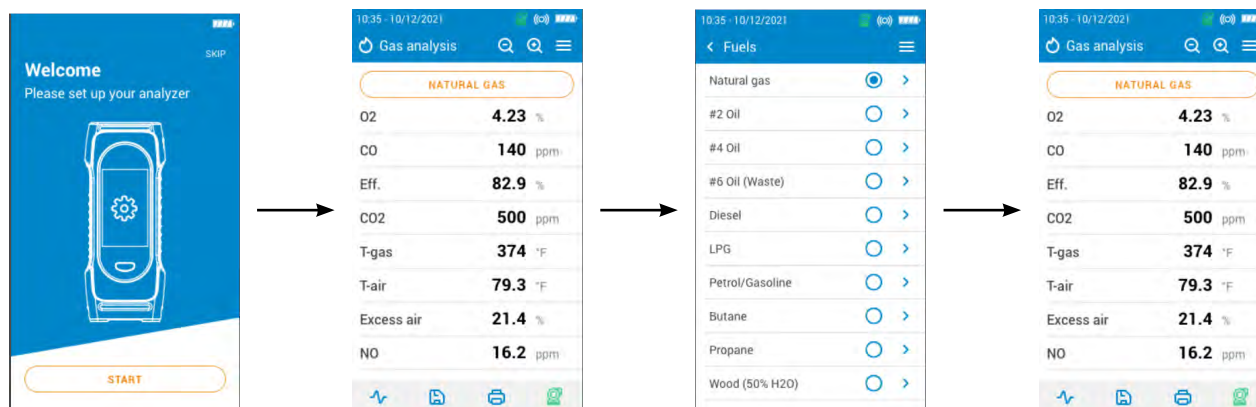 SKIP
Welcome
Please set up your analyzer
START
10:35 - 10/12/2021
Gas analysis
NATURAL GAS
O2 4.23 %
CO 140 ppm
Eff. 82.9 %
CO2 500 ppm
T-gas 374 °F
T-air 79.3 °F
Excess air 21.4 %
NO 16.2 ppm
10:35 - 10/12/2021
< Fuels
Natural gas
#2 Oil
#4 Oil
#6 Oil (Waste)
Diesel
LPG
Petrol/Gasoline
Butane
Propane
Wood (50% H2O)
10:35 - 10/12/2021
Gas analysis
NATURAL GAS
O2 4.23 %
CO 140 ppm
Eff. 82.9 %
CO2 500 ppm
T-gas 374 °F
T-air 79.3 °F
Excess air 21.4 %
NO 16.2 ppm